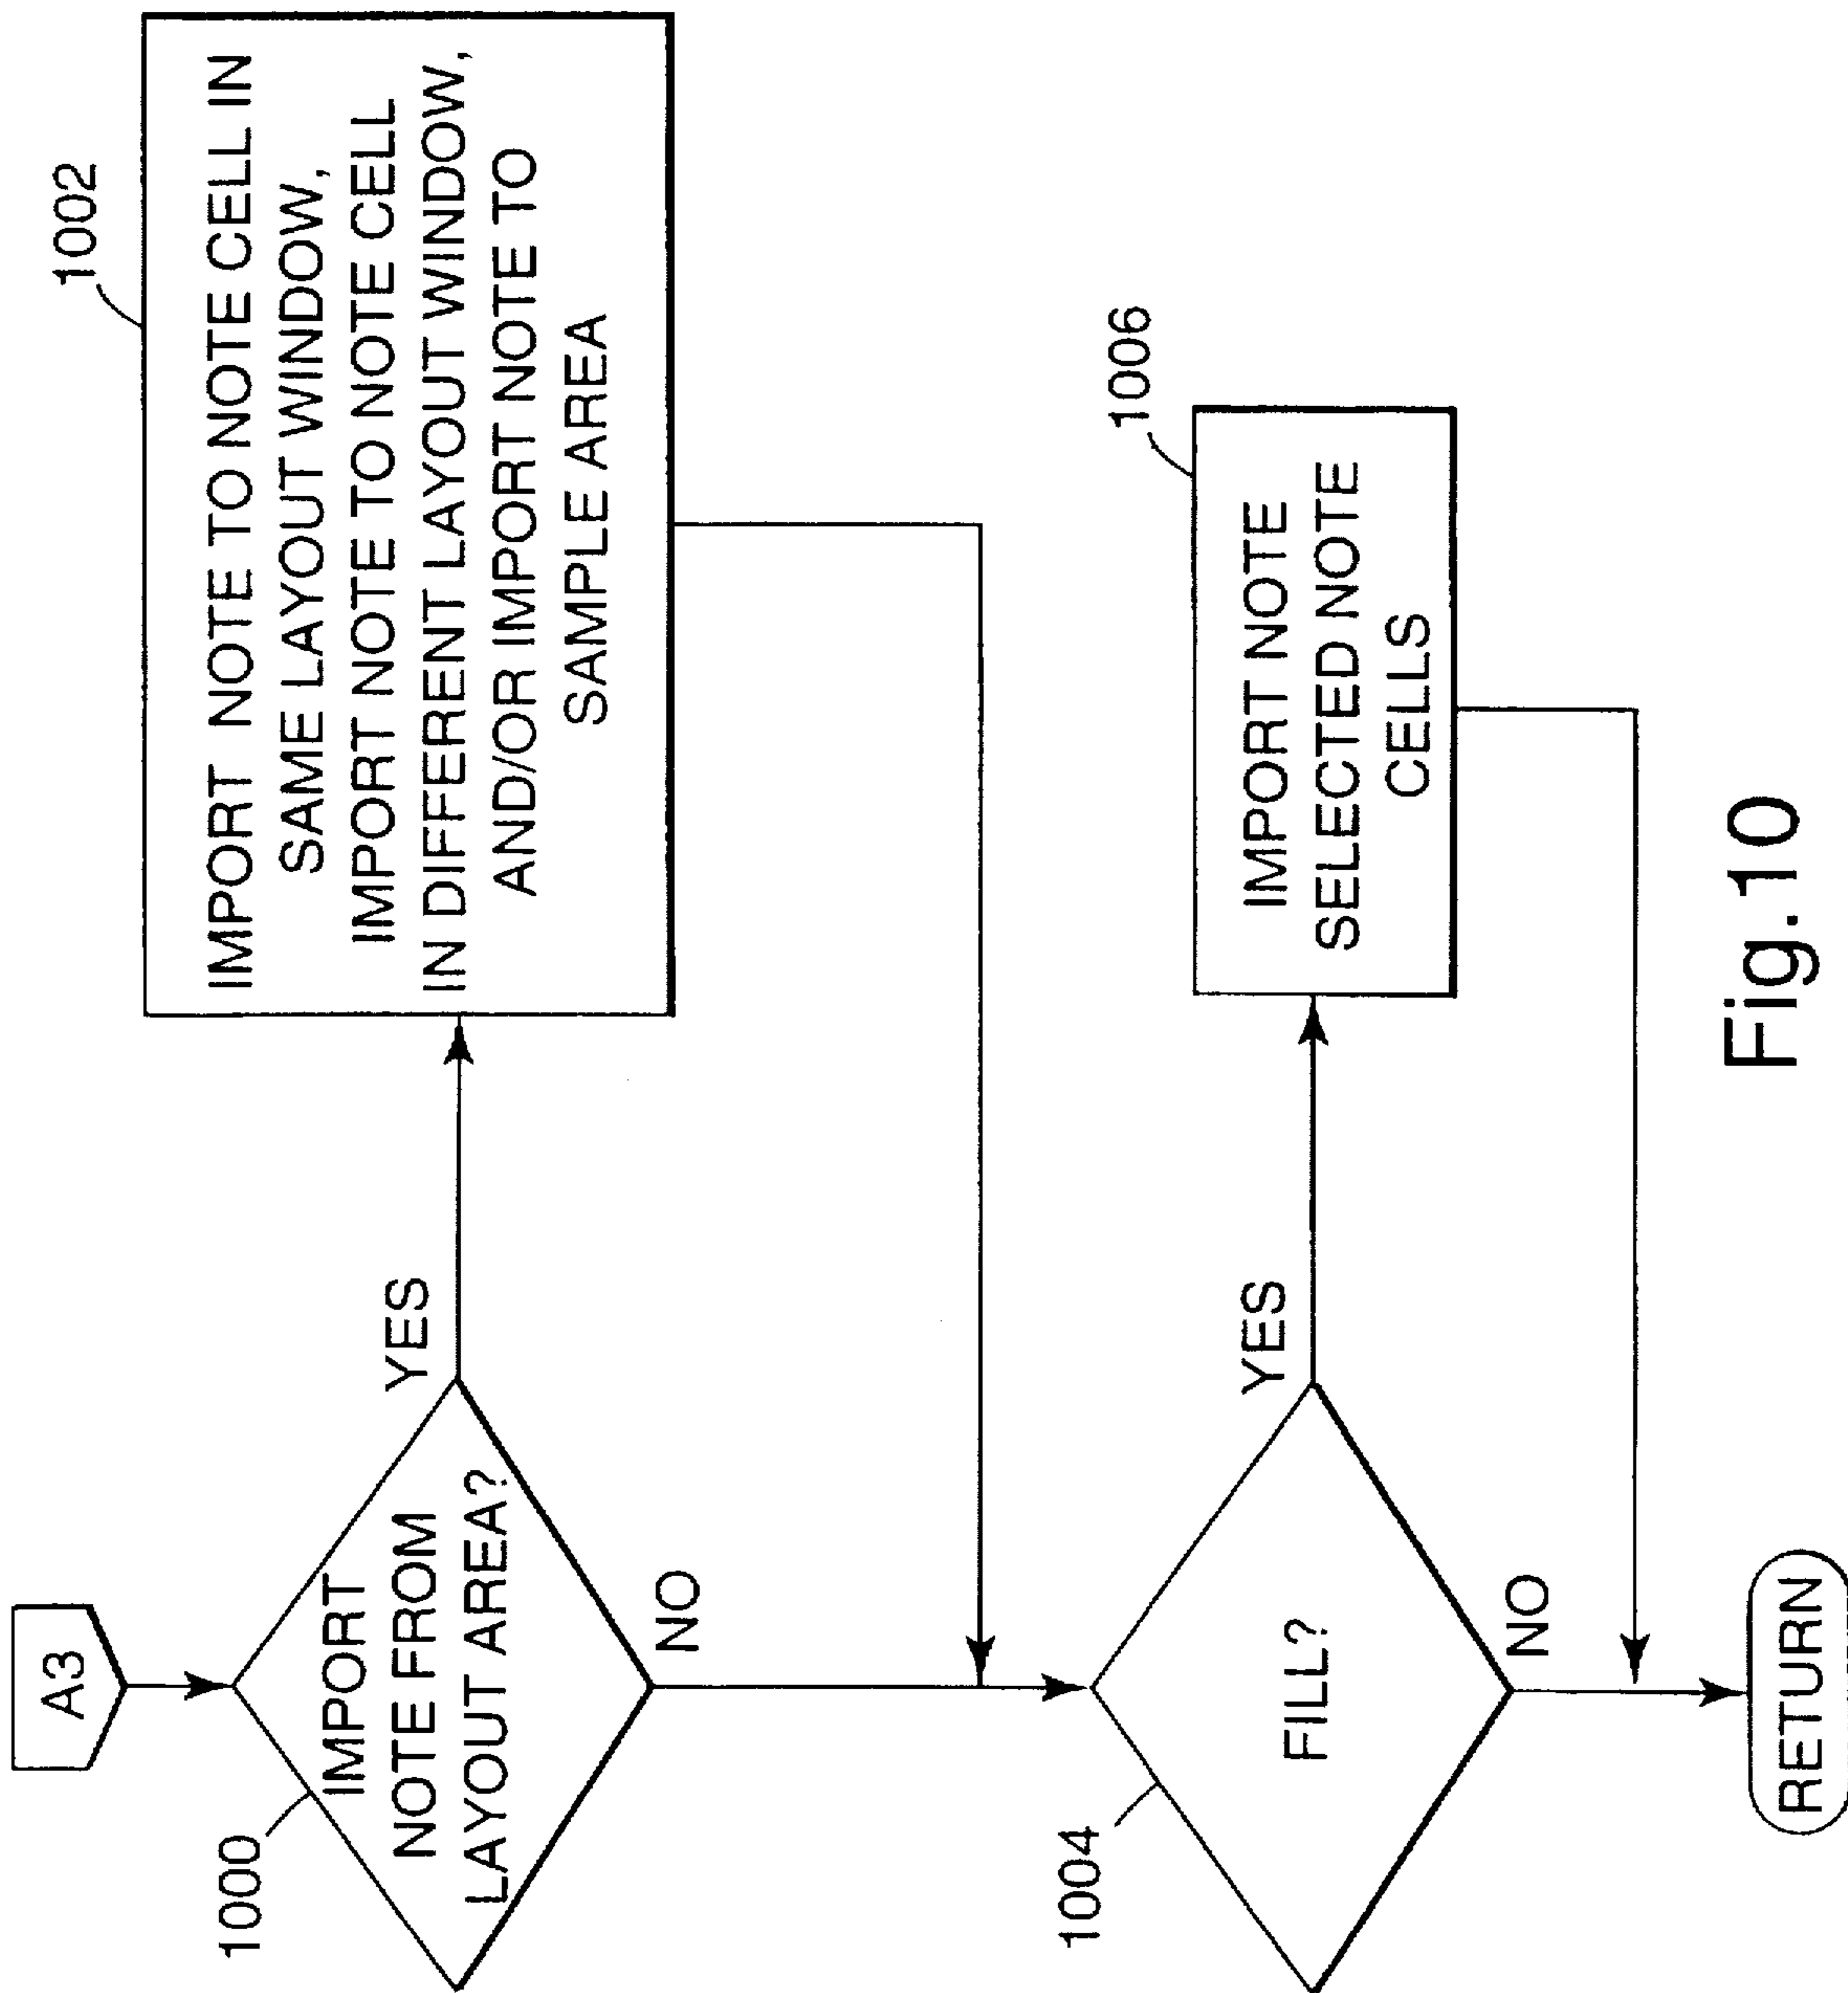 A3
1000
IMPORT
NOTE FROM
LAYOUT AREA?
YES
NO
1002
IMPORT NOTE TO NOTE CELL IN
SAME LAYOUT WINDOW,
IMPORT NOTE TO NOTE CELL
IN DIFFERENT LAYOUT WINDOW,
AND/OR IMPORT NOTE TO
SAMPLE AREA
1004
FILL?
YES
NO
1006
IMPORT NOTE
SELECTED NOTE
CELLS
RETURN
Fig.10